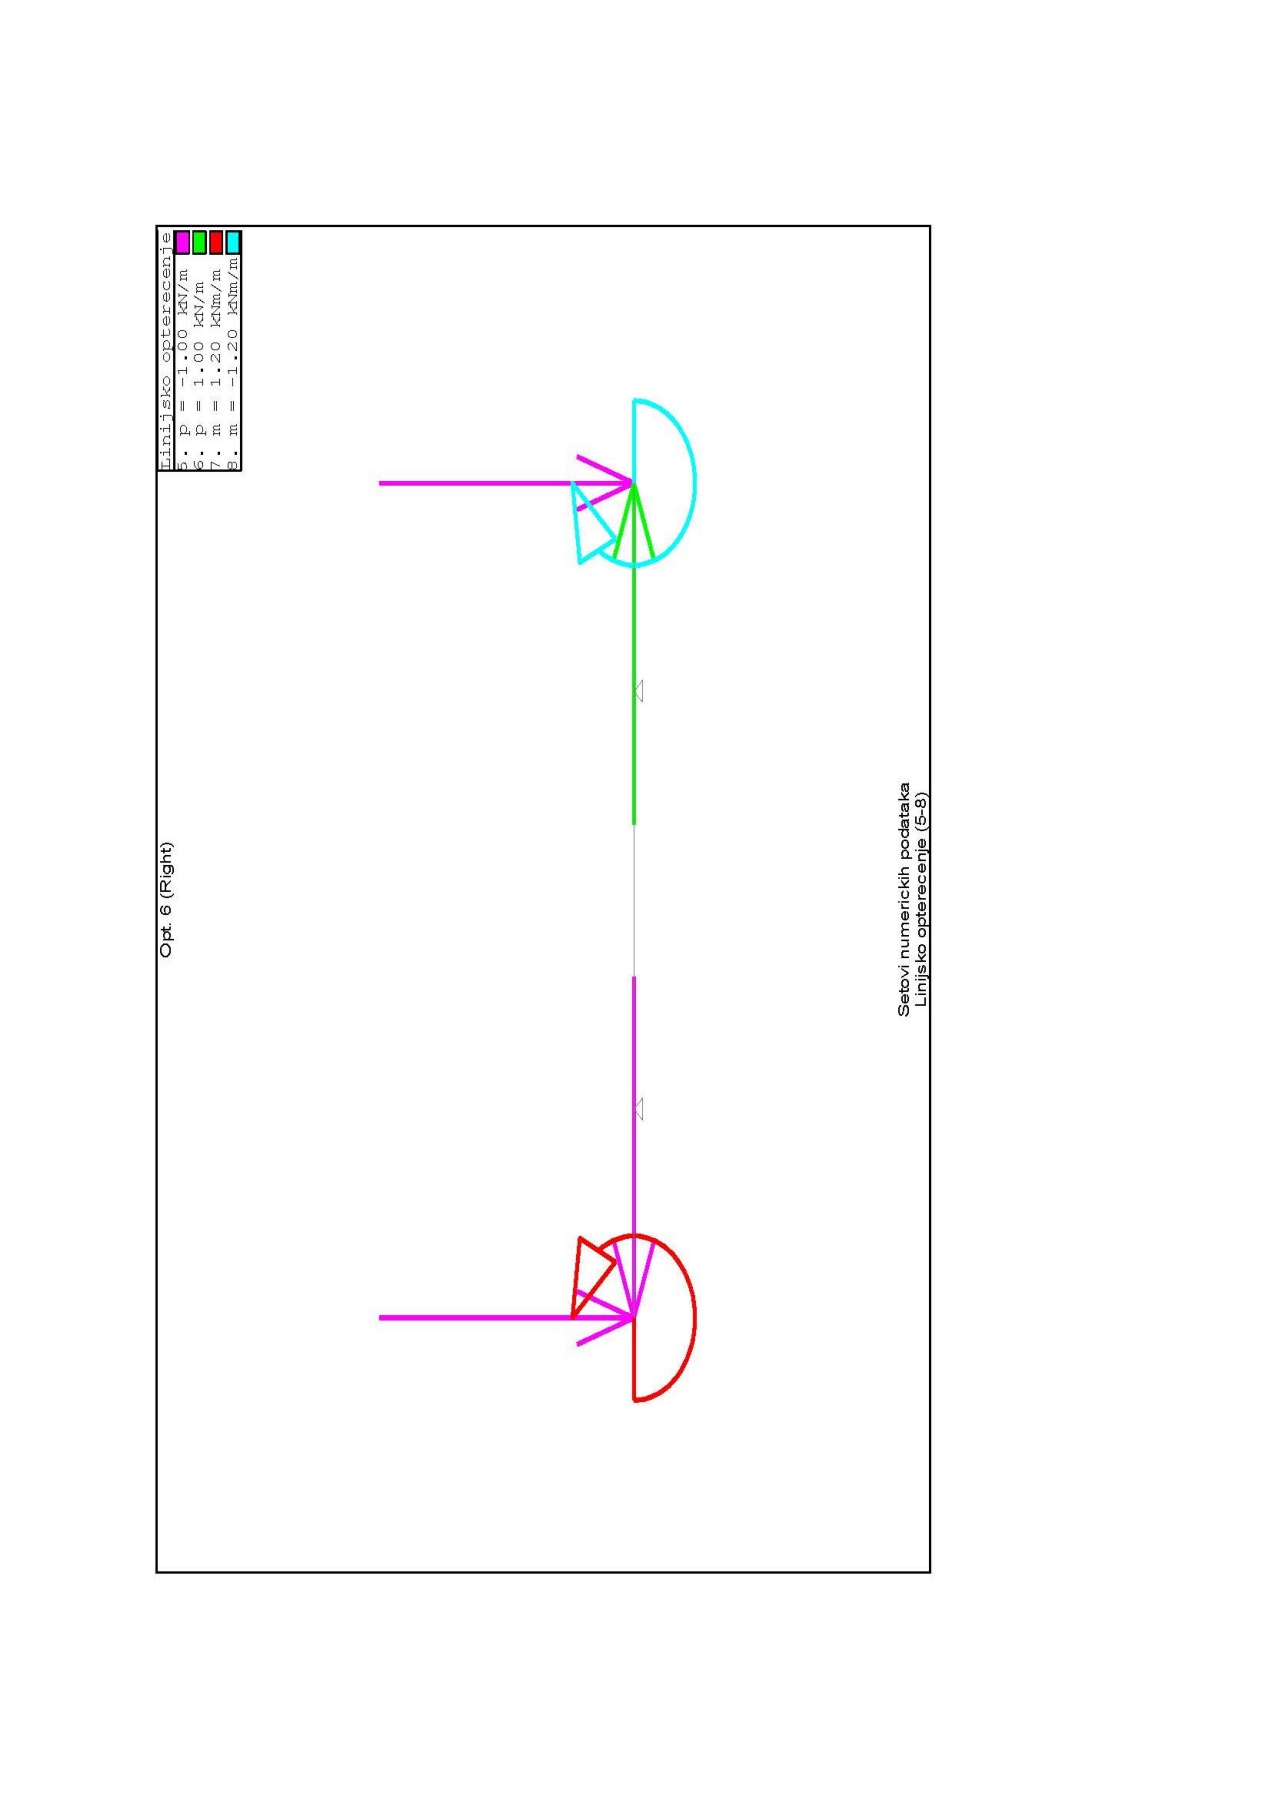 Opt. 6 (Right)
Linijsko opterecenje
5. p = -1.00 kN/m
6. p = 1.00 kN/m
7. m = 1.20 kNm/m
8. m = -1.20 kNm/m
Setovi numerickih podataka
Linijsko opterecenje (5-8)